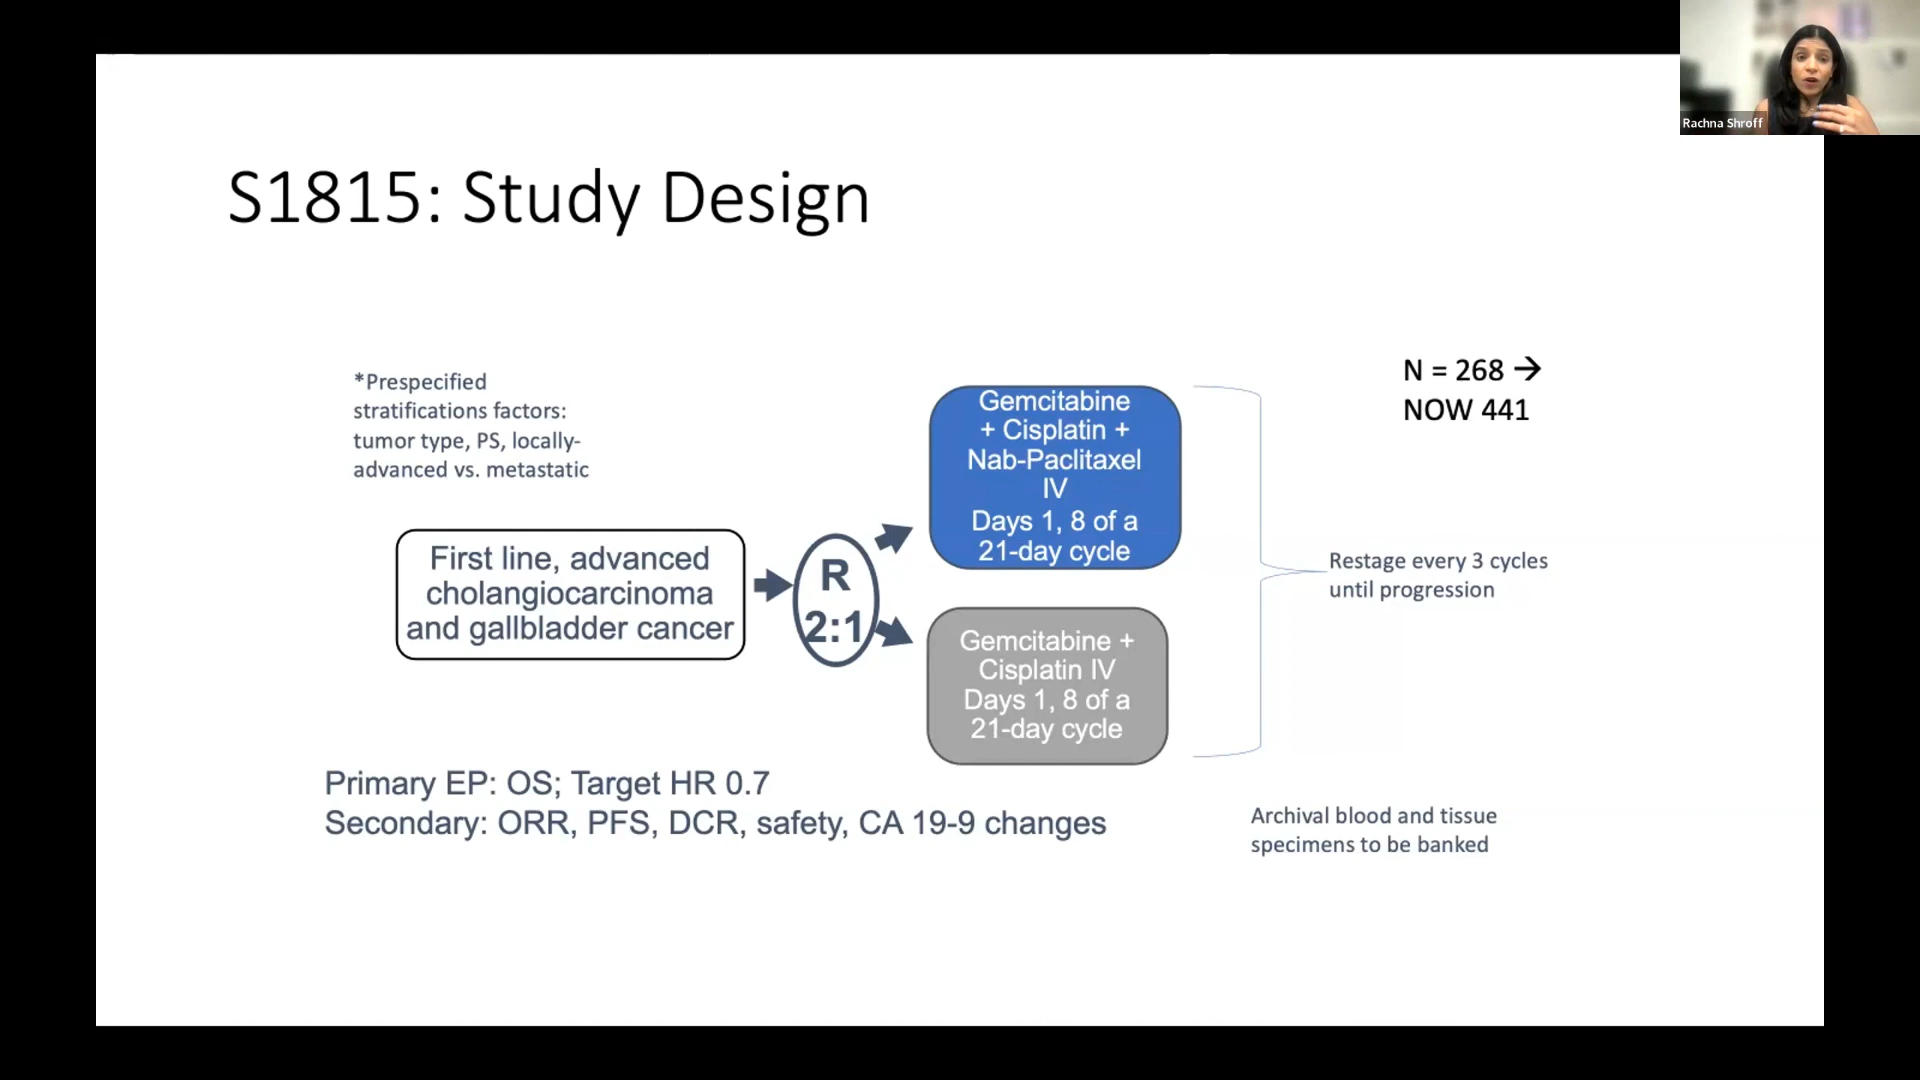 Rachna Shroff
S1815: Study Design
*Prespecified
stratifications factors:
tumor type, PS, locally-
advanced vs. metastatic
First line, advanced
cholangiocarcinoma
and gallbladder cancer
R
2:1
Gemcitabine
+ Cisplatin +
Nab-Paclitaxel
IV
Days 1, 8 of a
21-day cycle
Gemcitabine +
Cisplatin IV
Days 1, 8 of a
21-day cycle
N = 268 →
NOW 441
Restage every 3 cycles
until progression
Primary EP: OS; Target HR 0.7
Secondary: ORR, PFS, DCR, safety, CA 19-9 changes
Archival blood and tissue
specimens to be banked